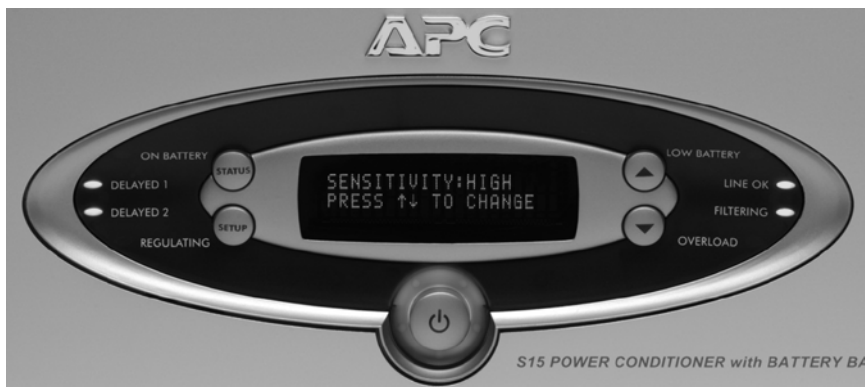 APC
ON BATTERY
DELAYED 1
DELAYED 2
REGULATING
STATUS
SETUP
SENSITIVITY:HIGH
PRESS ↑↓ TO CHANGE
LOW BATTERY
LINE OK
FILTERING
OVERLOAD
S15 POWER CONDITIONER with BATTERY